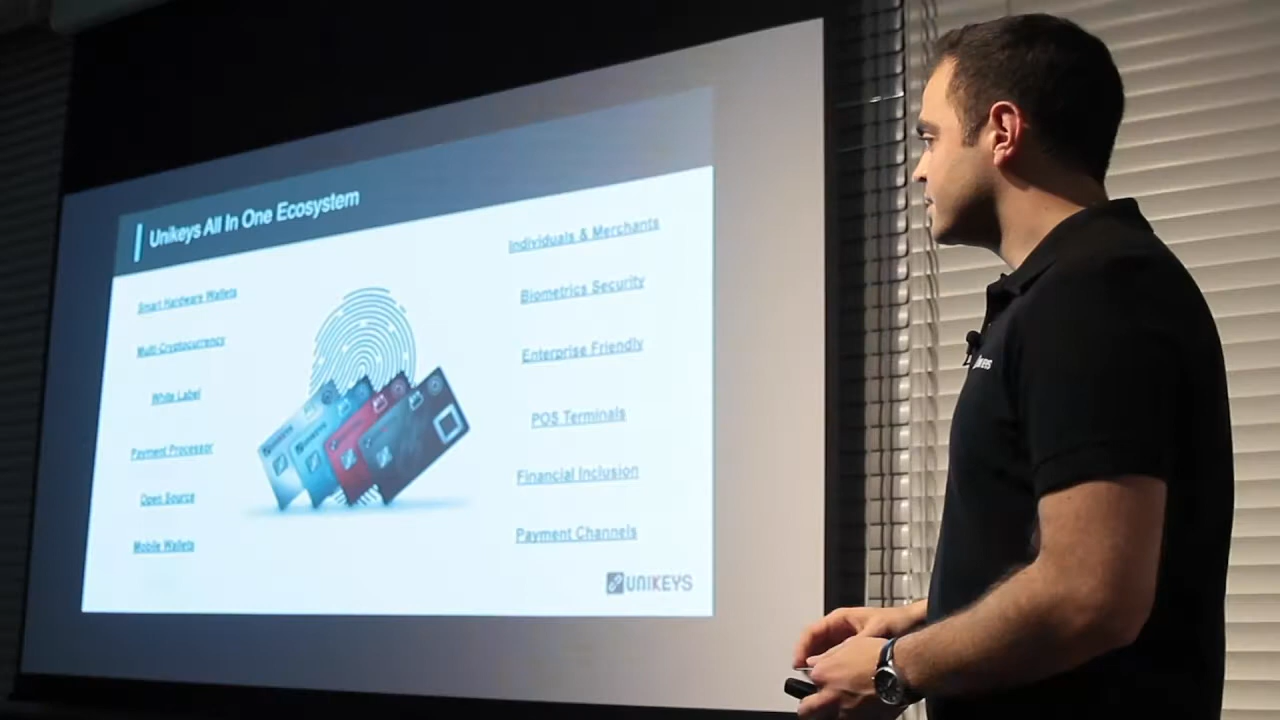 Unikeys All In One Ecosystem
Smart Hardware Wallets
Multi-Cryptocurrency
White Label
Payment Processor
Open Source
Mobile Wallets
Individuals & Merchants
Biometrics Security
Enterprise Friendly
POS Terminals
Financial Inclusion
Payment Channels
UNIKEYS